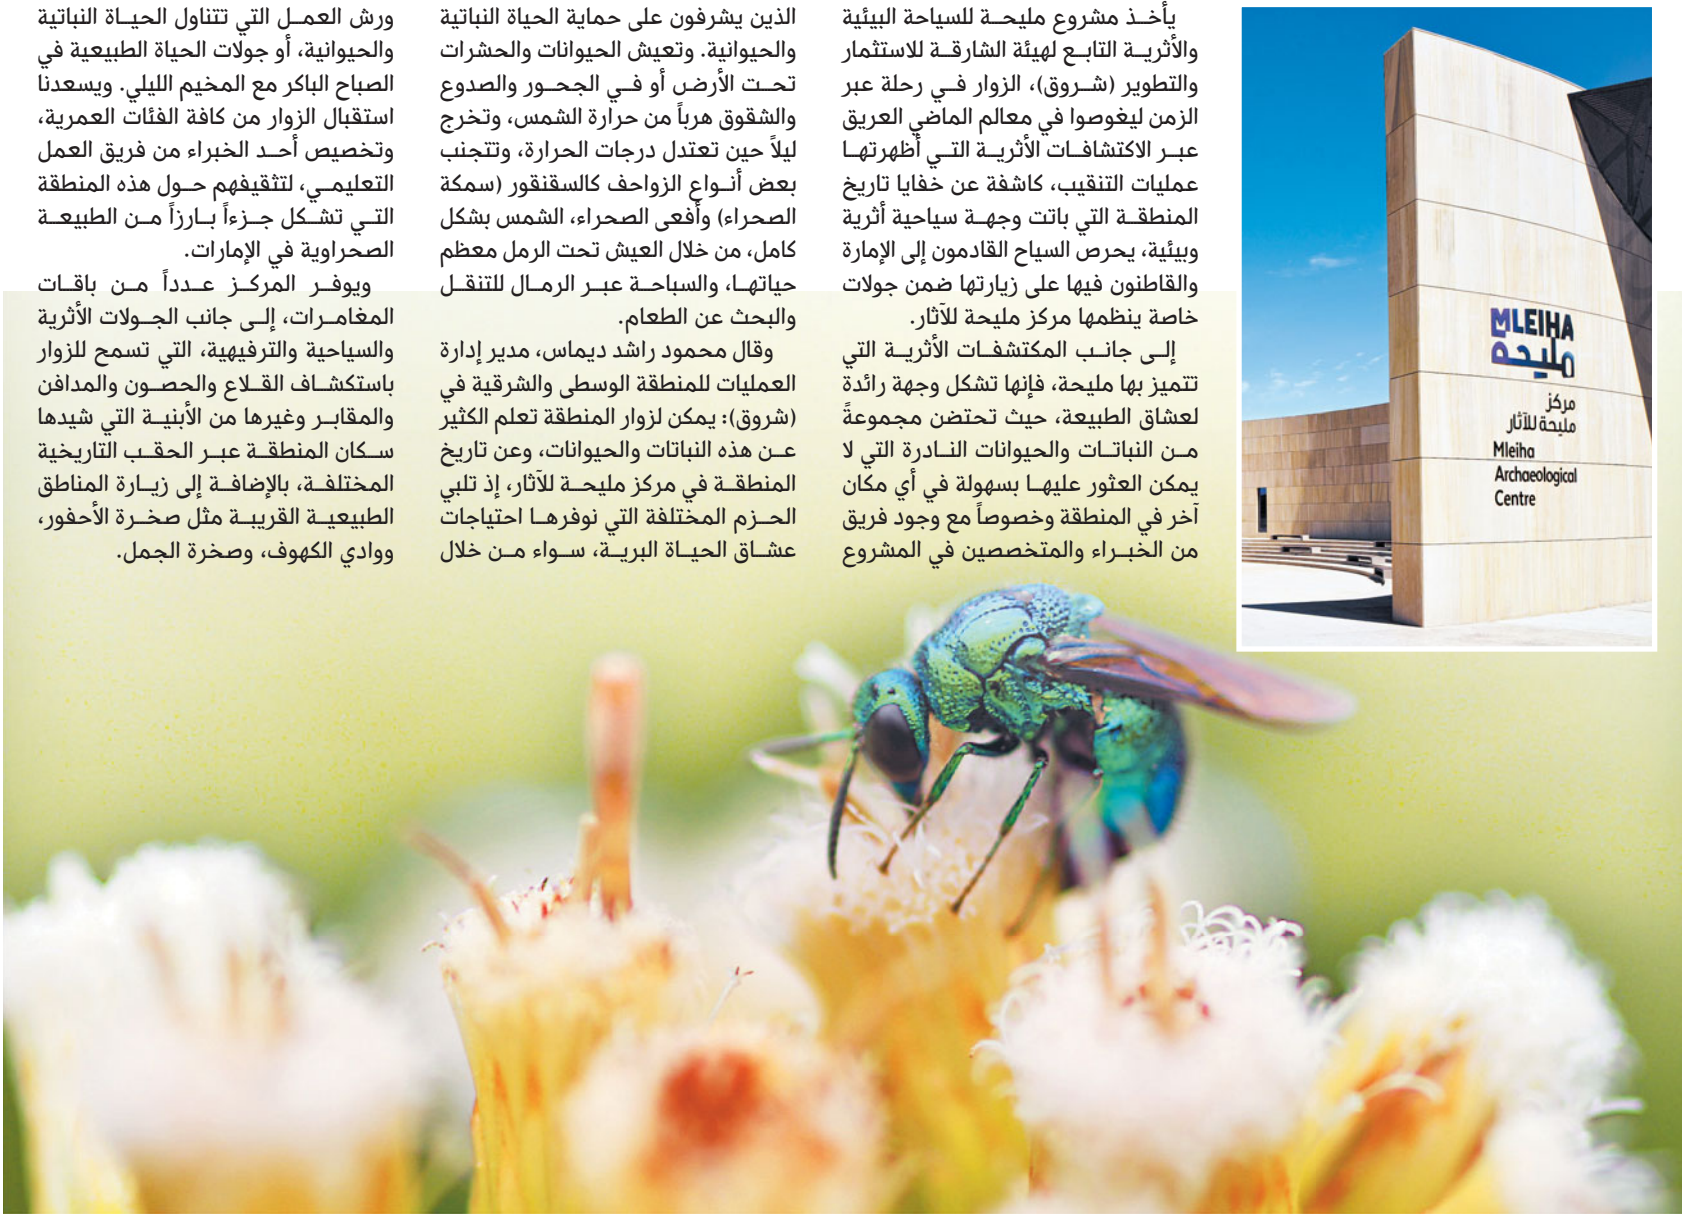 يأخذ مشروع مليحة للسياحة البيئية
والأثرية التابع لهيئة الشارقة للاستثمار
والتطوير (شروق)، الزوار في رحلة عبر
الزمن ليغوصوا في معالم الماضي العريق
عبر الاكتشافات الأثرية التي أظهرتها
عمليات التنقيب، كاشفة عن خفايا تاريخ
المنطقة التي باتت وجهة سياحية أثرية
وبيئية، يحرص السياح القادمون إلى الإمارة
والقاطنون فيها على زيارتها ضمن جولات
خاصة ينظمها مركز مليحة للآثار.
إلى جانب المكتشفات الأثرية التي
تتميز بها مليحة، فإنها تشكل وجهة رائدة
لعشاق الطبيعة، حيث تحتضن مجموعةً
من النباتات والحيوانات النادرة التي لا
يمكن العثور عليها بسهولة في أي مكان
آخر في المنطقة وخصوصاً مع وجود فريق
من الخبراء والمتخصصين في المشروع
الذين يشرفون على حماية الحياة النباتية
والحيوانية. وتعيش الحيوانات والحشرات
تحت الأرض أو في الجحور والصدوع
والشقوق هرباً من حرارة الشمس، وتخرج
ليلاً حين تعتدل درجات الحرارة، وتتجنب
بعض أنواع الزواحف كالسقنقور (سمكة
الصحراء) وأفعى الصحراء، الشمس بشكل
كامل، من خلال العيش تحت الرمل معظم
حياتها، والسباحة عبر الرمال للتنقل
والبحث عن الطعام.
وقال محمود راشد ديماس، مدير إدارة
العمليات للمنطقة الوسطى والشرقية في
(شروق): يمكن لزوار المنطقة تعلم الكثير
عن هذه النباتات والحيوانات، وعن تاريخ
المنطقة في مركز مليحة للآثار، إذ تلبي
الحزم المختلفة التي نوفرها احتياجات
عشاق الحياة البرية، سواء من خلال
ورش العمل التي تتناول الحياة النباتية
والحيوانية، أو جولات الحياة الطبيعية في
الصباح الباكر مع المخيم الليلي. ويسعدنا
استقبال الزوار من كافة الفئات العمرية،
وتخصيص أحد الخبراء من فريق العمل
التعليمي، لتثقيفهم حول هذه المنطقة
التي تشكل جزءاً بارزاً من الطبيعة
الصحراوية في الإمارات.
ويوفر المركز عدداً من باقات
المغامرات، إلى جانب الجولات الأثرية
والسياحية والترفيهية، التي تسمح للزوار
باستكشاف القلاع والحصون والمدافن
والمقابر وغيرها من الأبنية التي شيدها
سكان المنطقة عبر الحقب التاريخية
المختلفة، بالإضافة إلى زيارة المناطق
الطبيعية القريبة مثل صخرة الأحفور،
ووادي الكهوف، وصخرة الجمل.
MLEIHA
مليحة
مركز
مليحة للآثار
Mleiha
Archaeological
Centre